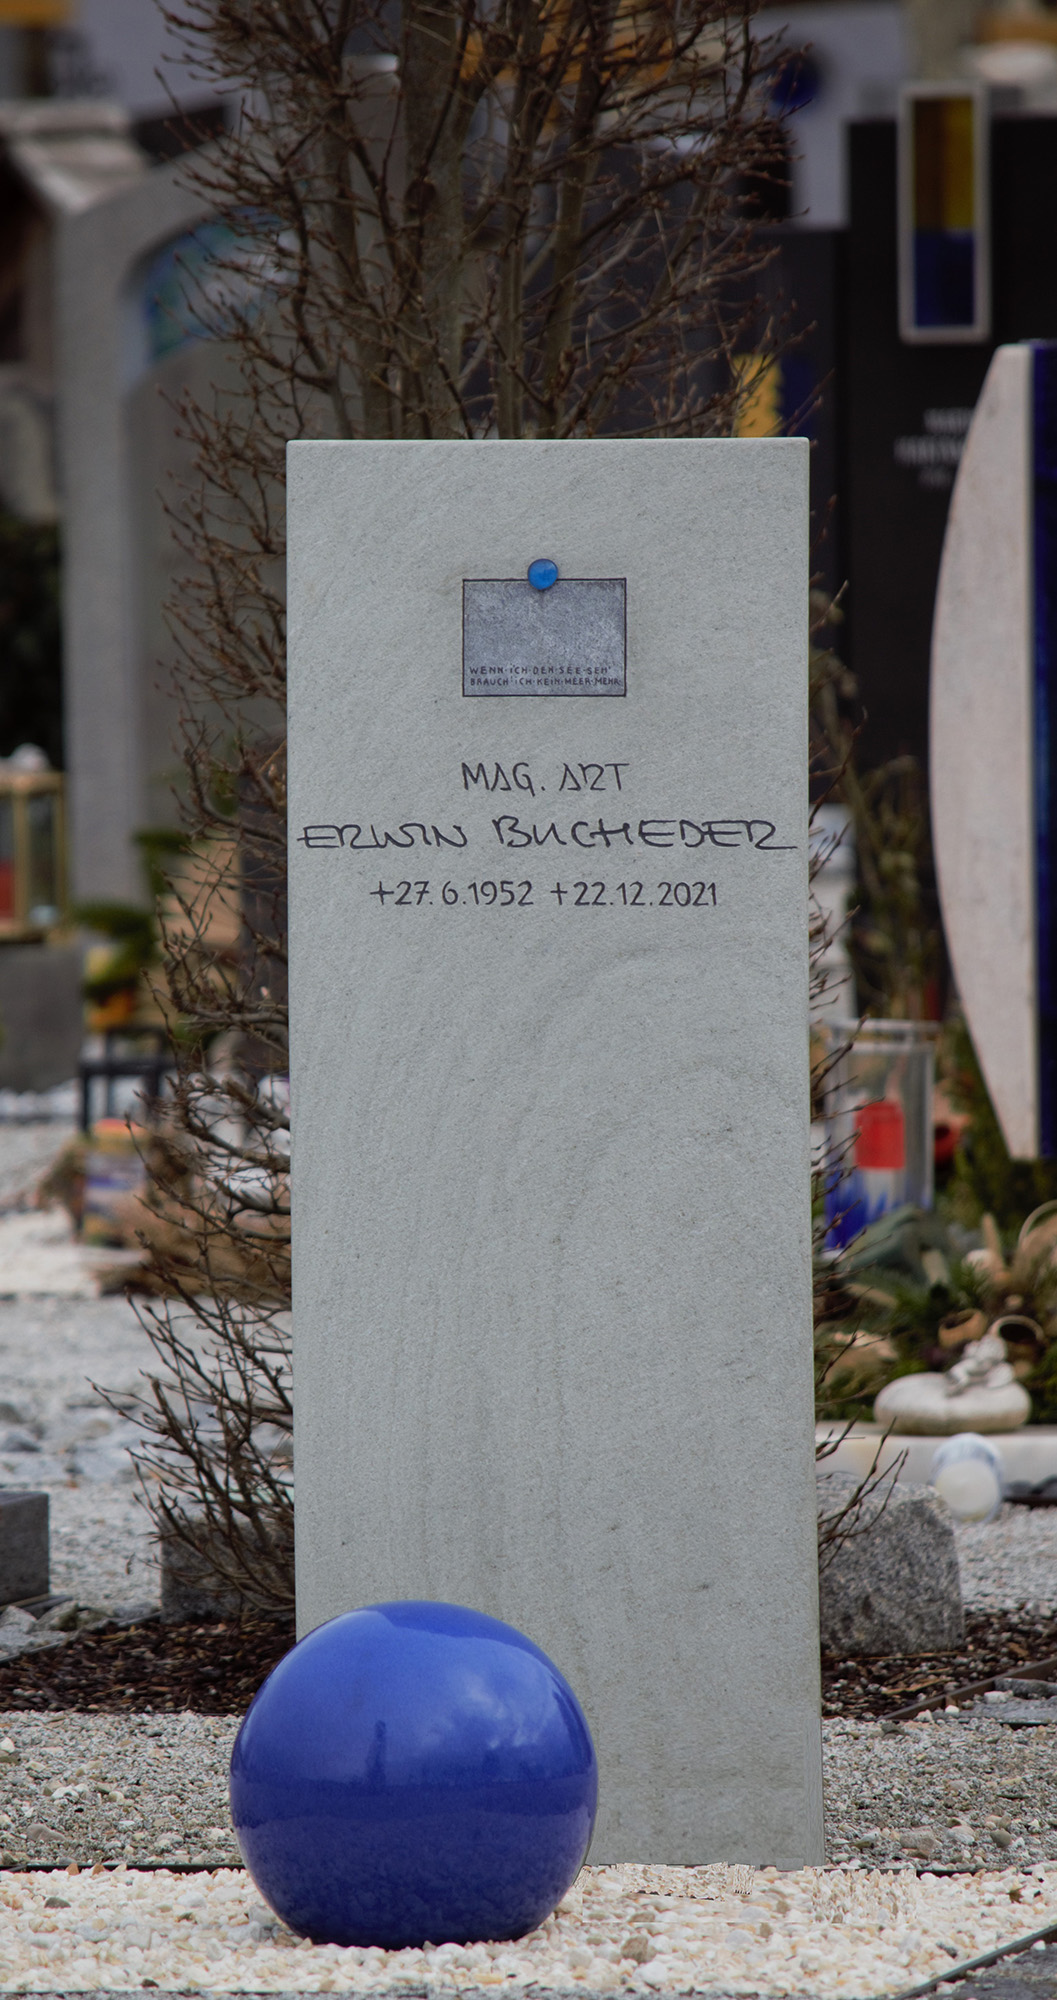 WENN·ICH·DEN·SEE·SEH'
BRAUCH'·ICH·KEIN·MEER·MEHR
MAG. ART
ERWIN BUCHEDER
+27.6.1952 +22.12.2021